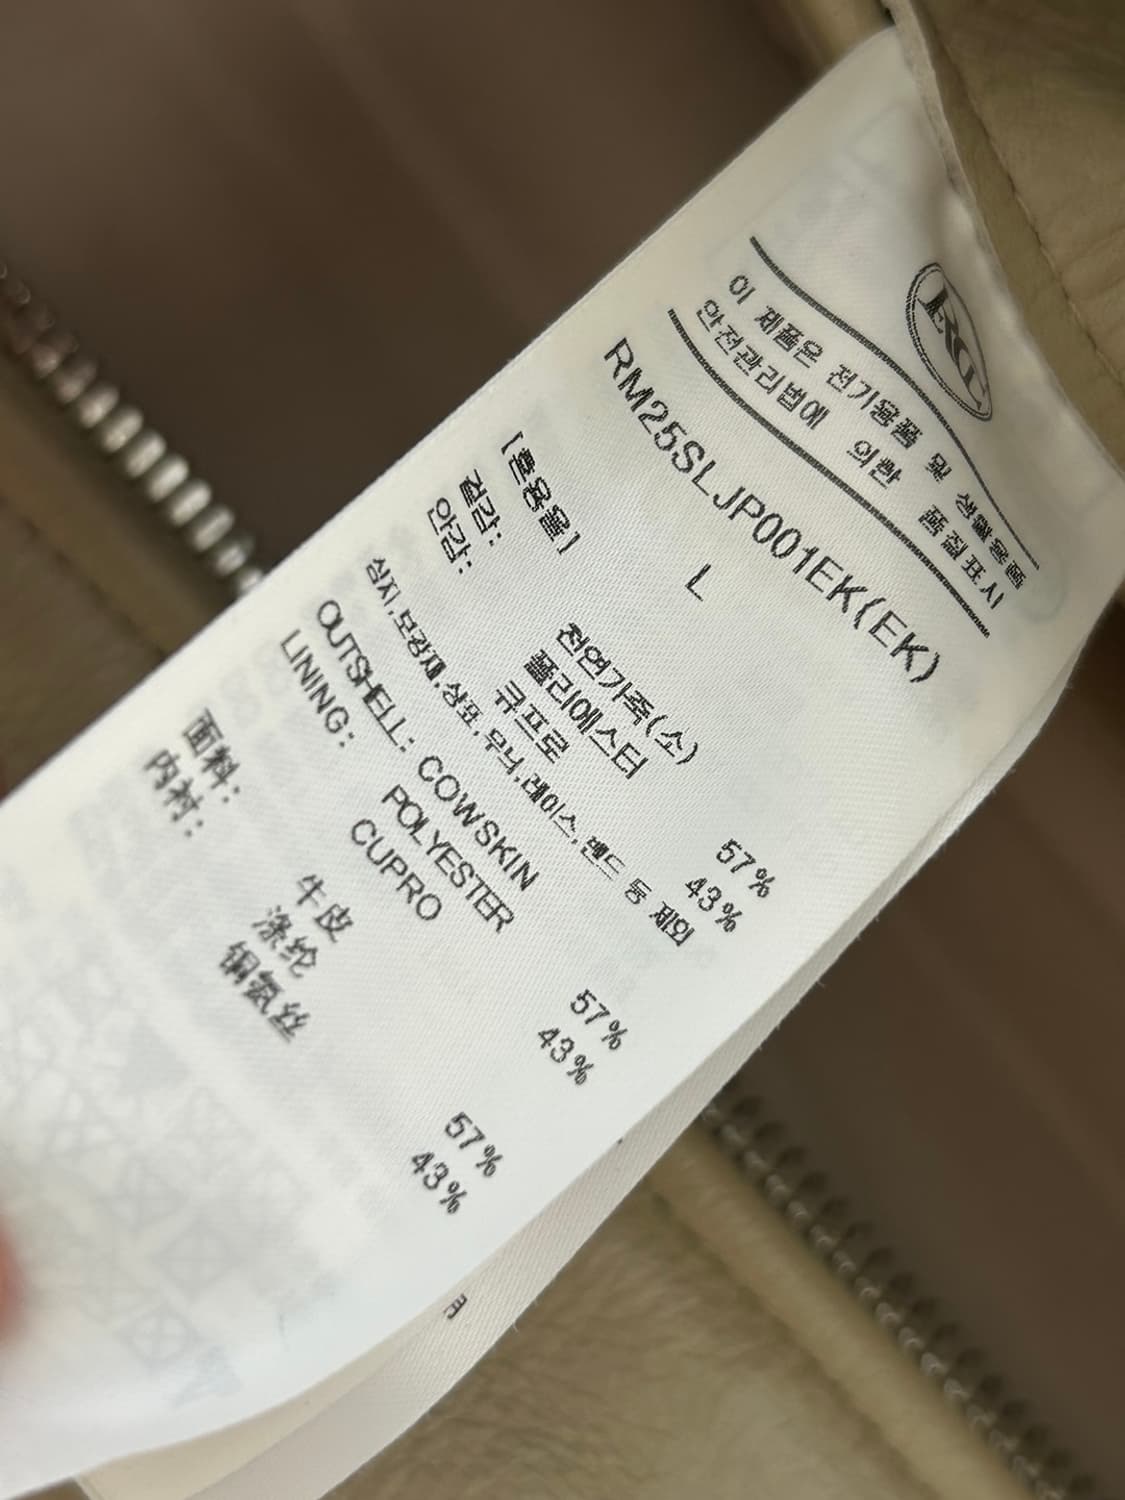 ERCC
이 제품은 전기용품 및 생활용품
안전관리법에 의한 품질표시
RM25SLJP001EK(EK)
L
[혼용율]
겉감: 천연가죽(소)
안감: 폴리에스터 57%
큐프로 43%
심지,보강재,상표,무늬,레이스,밴드 등 제외
OUTSHELL: COWSKIN
LINING: POLYESTER 57%
CUPRO 43%
面料: 牛皮
内衬: 涤纶 57%
铜氨丝 43%